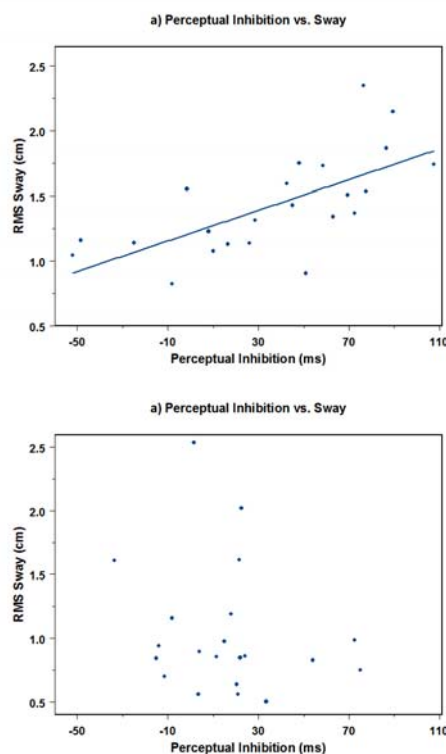 a) Perceptual Inhibition vs. Sway
2.5
2.0
1.5
1.0
0.5
RMS Sway (cm)
-50 -10 30 70 110
Perceptual Inhibition (ms)
a) Perceptual Inhibition vs. Sway
2.5
2.0
1.5
1.0
0.5
RMS Sway (cm)
-50 -10 30 70 110
Perceptual Inhibition (ms)